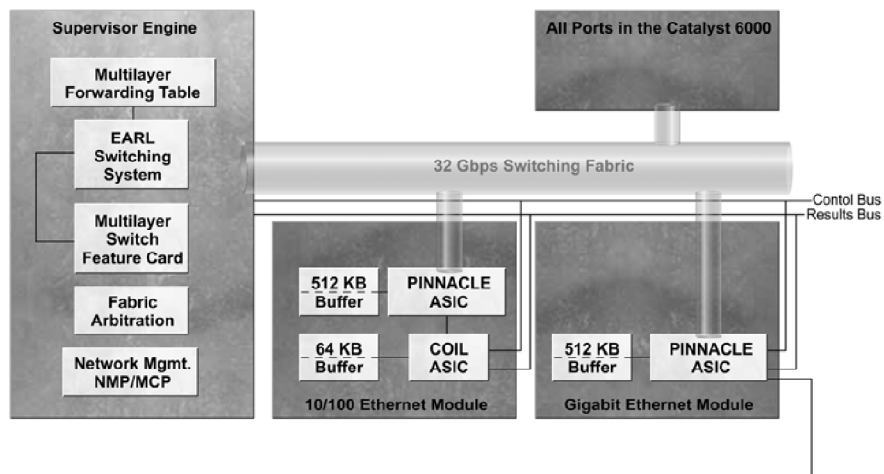 Supervisor Engine
Multilayer
Forwarding Table
EARL
Switching
System
Multilayer
Switch
Feature Card
Fabric
Arbitration
Network Mgmt.
NMP/MCP
All Ports in the Catalyst 6000
32 Gbps Switching Fabric
Contol Bus
Results Bus
512 KB
Buffer
PINNACLE
ASIC
64 KB
Buffer
COIL
ASIC
10/100 Ethernet Module
512 KB
Buffer
PINNACLE
ASIC
Gigabit Ethernet Module